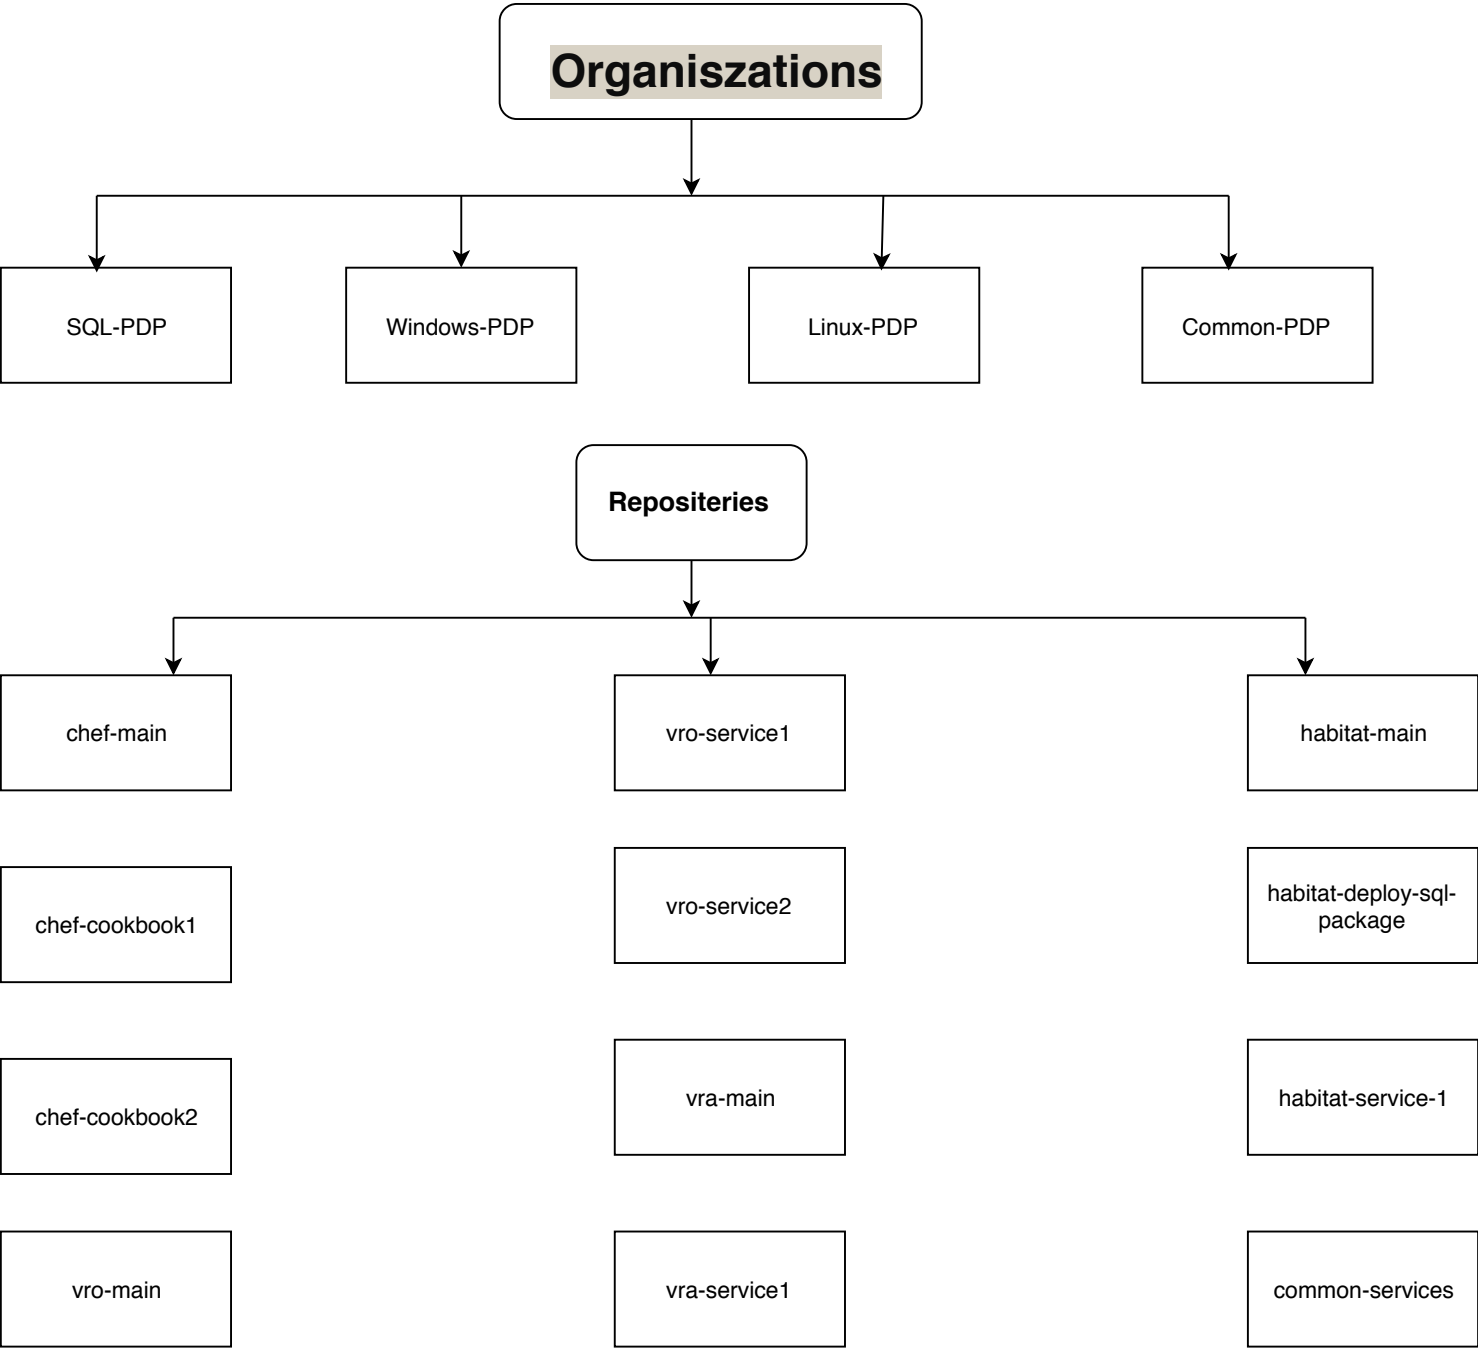 Organiszations
SQL-PDP
Windows-PDP
Linux-PDP
Common-PDP
Repositeries
chef-main
vro-service1
habitat-main
chef-cookbook1
vro-service2
habitat-deploy-sql-
package
chef-cookbook2
vra-main
habitat-service-1
vro-main
vra-service1
common-services